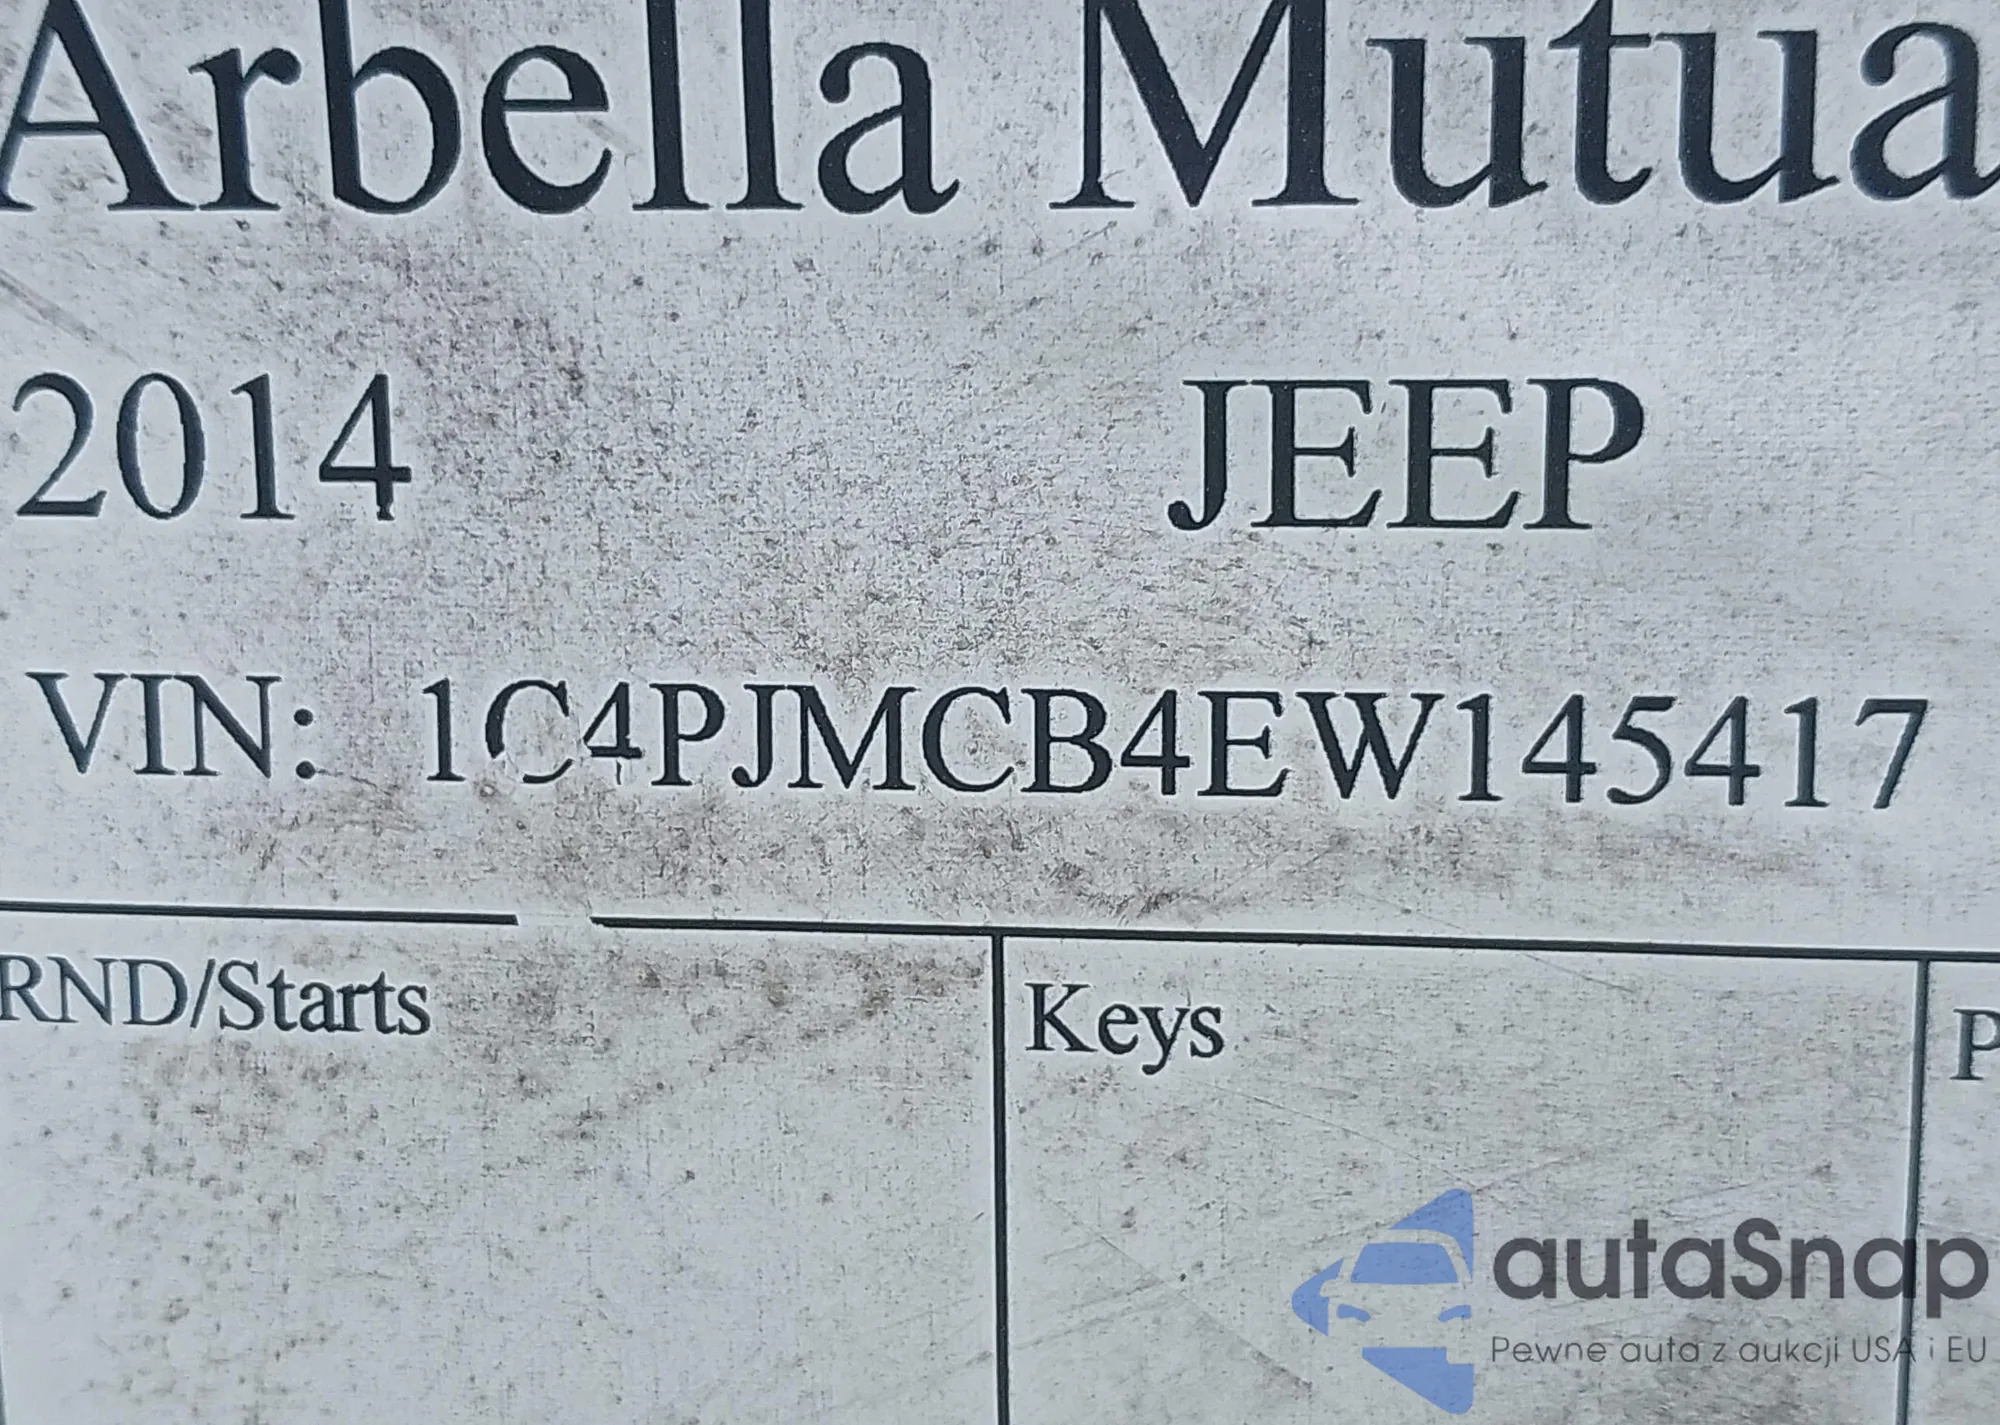 Arbella Mutua
2014 JEEP
VIN: 1C4PJMCB4EW145417
RND/Starts Keys P
autaSnap
Pewne auta z aukcji USA i EU